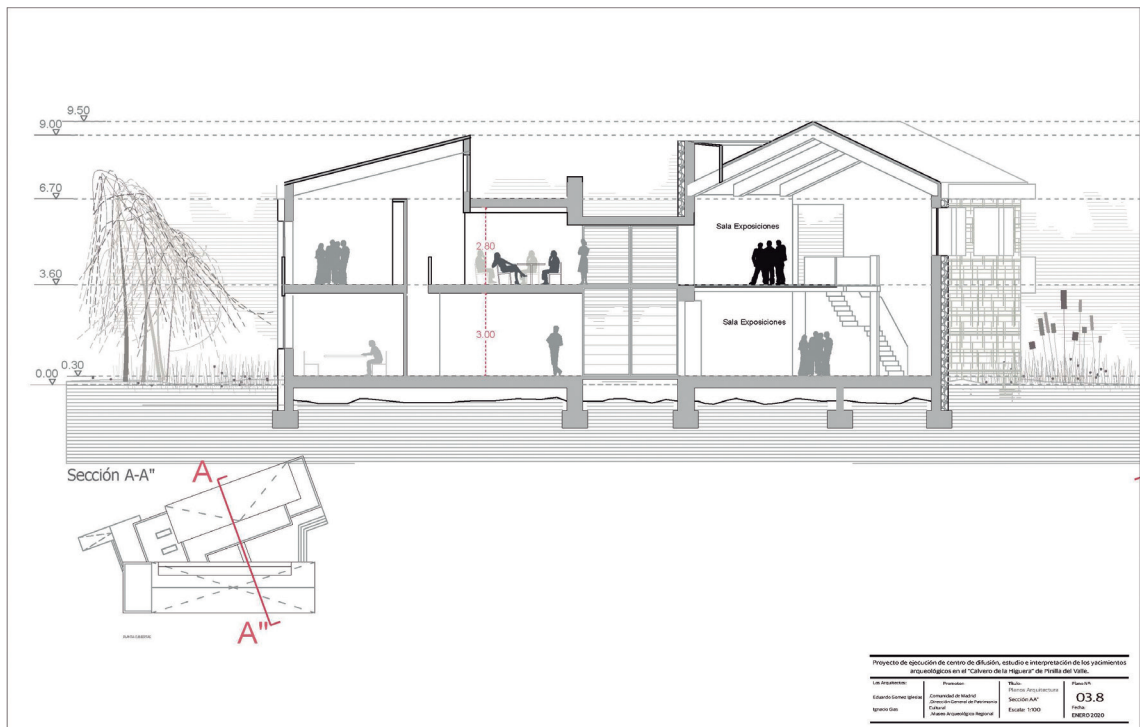 9.50
9.00
6.70
3.60
0.30
0.00
2.80
3.00
Sala Exposiciones
Sala Exposiciones
Sección A-A"
A
A"
Proyecto de ejecución de centro de difusión, estudio e interpretación de los yacimientos
arqueológicos en el "Calvero de la Higuera" de Pinilla del Valle.
Los Arquitectos:
Eduardo Gomez Iglesias
Ignacio
Promotor:
.Comunidad de Madrid
.Dirección General de Patrimonio
Cultural
.Museo Arqueológico Regional
Título:
Planos Arquitectura
Sección AA"
Escala: 1:100
Plano Nº:
03.8
Fecha:
ENERO 2020